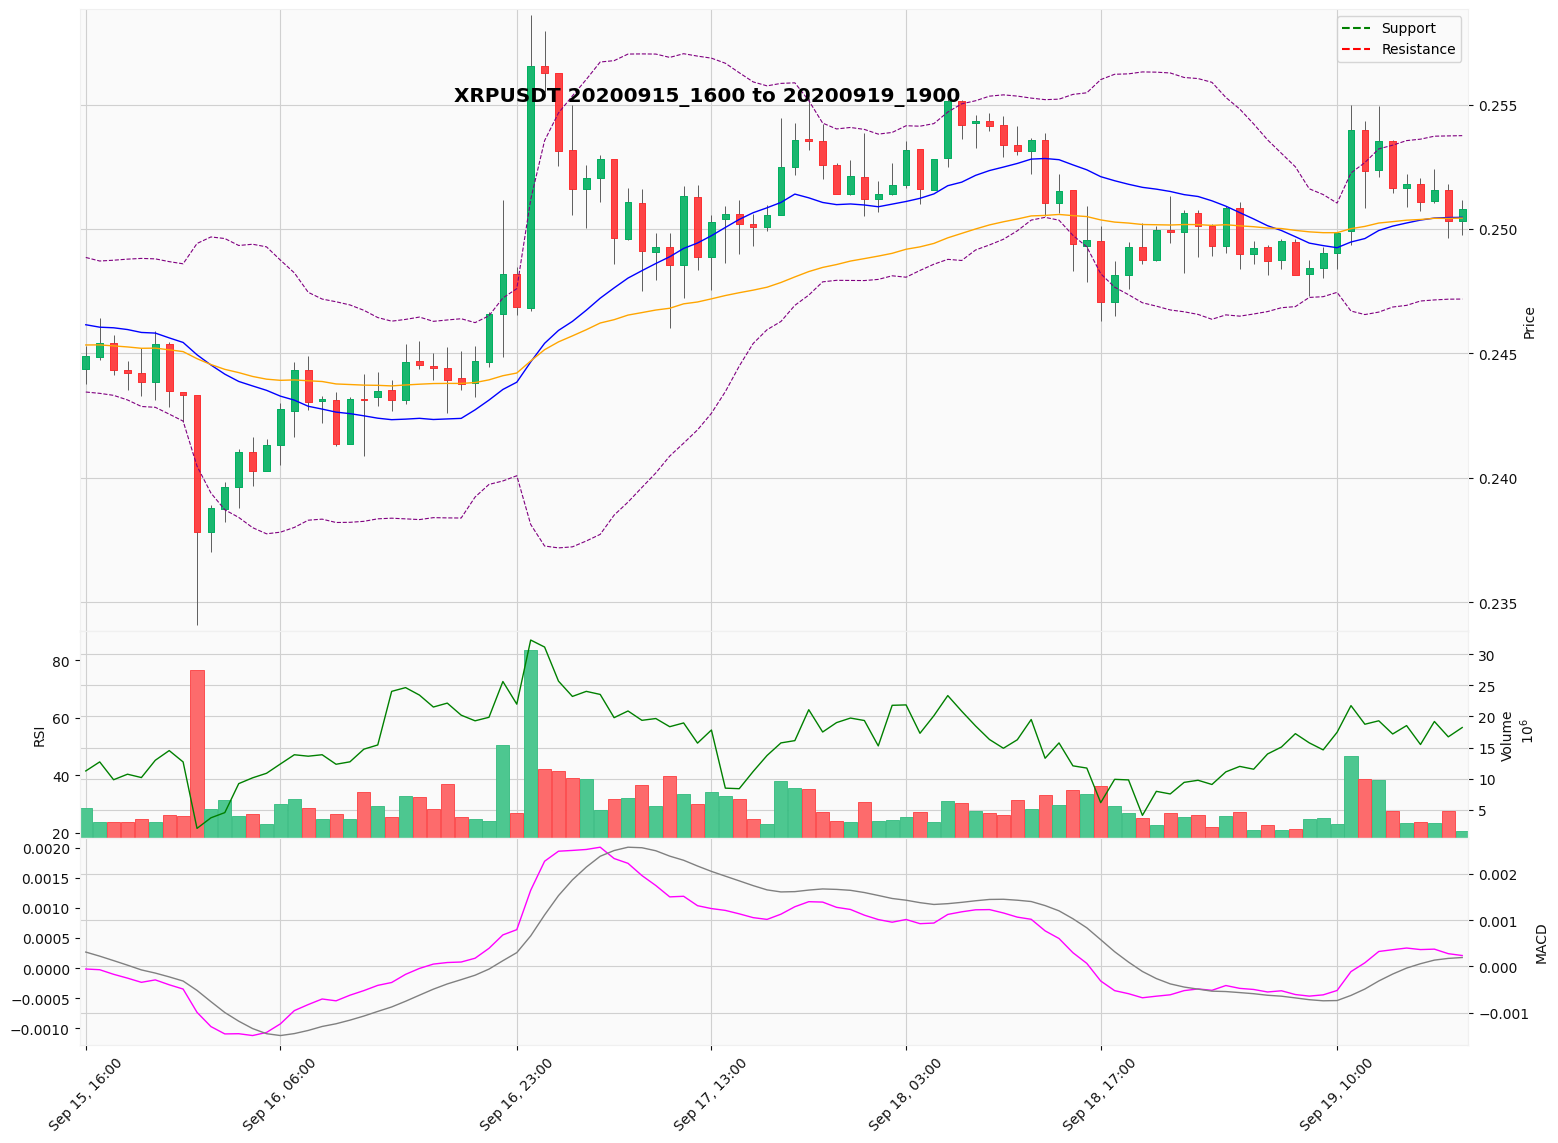 XRPUSDT 20200915_1600 to 20200919_1900
Support
Resistance
0.255
0.250
0.245
0.240
0.235
Price
80
60
40
20
RSI
30
25
20
15
10
5
Volume
10^6
0.0020
0.0015
0.0010
0.0005
0.0000
−0.0005
−0.0010
0.002
0.001
0.000
−0.001
MACD
Sep 15, 16:00
Sep 16, 06:00
Sep 16, 23:00
Sep 17, 13:00
Sep 18, 03:00
Sep 18, 17:00
Sep 19, 10:00